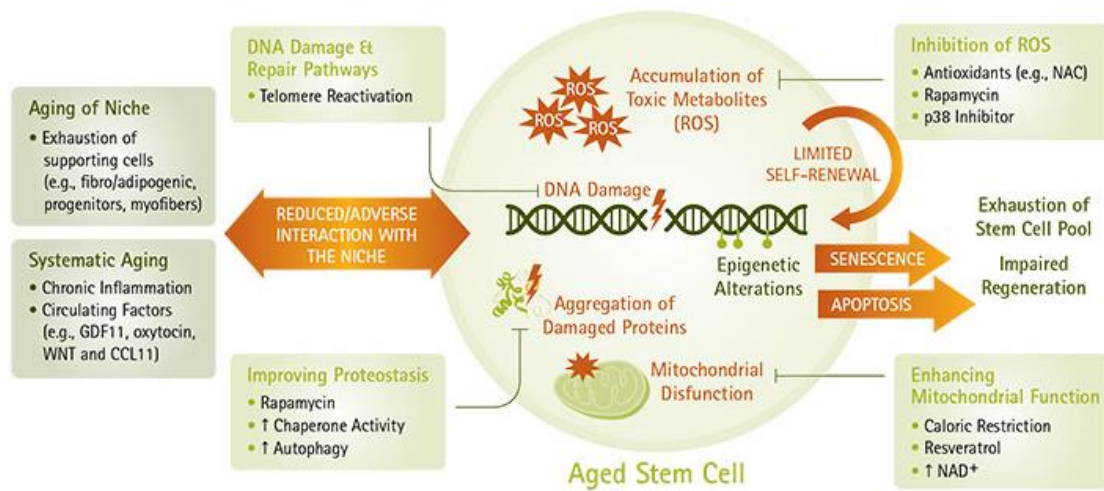 DNA Damage &
Repair Pathways
• Telomere Reactivation
Aging of Niche
• Exhaustion of
supporting cells
(e.g., fibro/adipogenic,
progenitors, myofibers)
Systematic Aging
• Chronic Inflammation
• Circulating Factors
(e.g., GDF11, oxytocin,
WNT and CCL11)
REDUCED/ADVERSE
INTERACTION WITH
THE NICHE
Improving Proteostasis
• Rapamycin
• ↑ Chaperone Activity
• ↑ Autophagy
ROS
ROS
ROS
Accumulation of
Toxic Metabolites
(ROS)
LIMITED
SELF-RENEWAL
DNA Damage
Epigenetic
Alterations
Aggregation of
Damaged Proteins
Mitochondrial
Disfunction
Aged Stem Cell
Inhibition of ROS
• Antioxidants (e.g., NAC)
• Rapamycin
• p38 Inhibitor
SENESCENCE
APOPTOSIS
Exhaustion of
Stem Cell Pool
Impaired
Regeneration
Enhancing
Mitochondrial Function
• Caloric Restriction
• Resveratrol
• ↑ NAD+